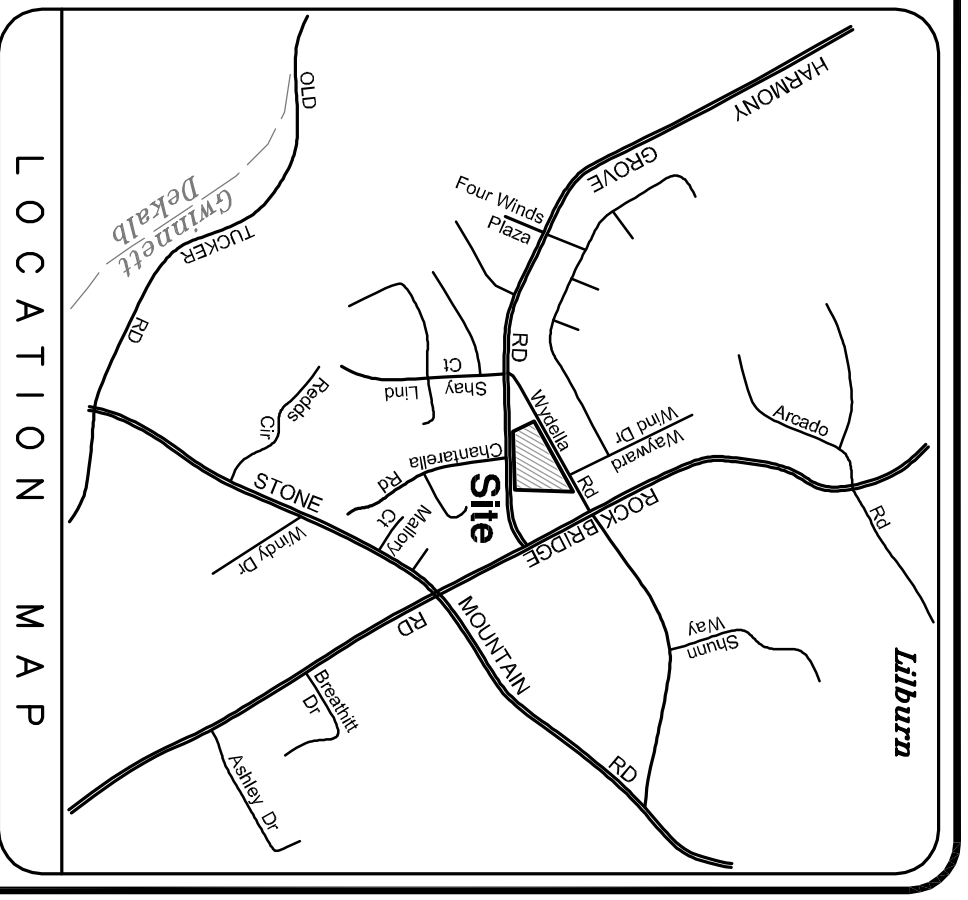 LOCATION MAP
Lilburn
HARMONY
GROVE
RD
Four Winds
Plaza
OLD
TUCKER
RD
Gwinnett
Dekalb
Shay
Ct
Lind
Wydella
Rd
Wind Dr
Wayward
Arcado
Rd
Redds
Cir
Chantarella
Rd
Site
ROCKBRIDGE
RD
STONE
MOUNTAIN
RD
Mallory
Ct
Windy Dr
Shunn
Way
Breathitt
Dr
Ashley Dr